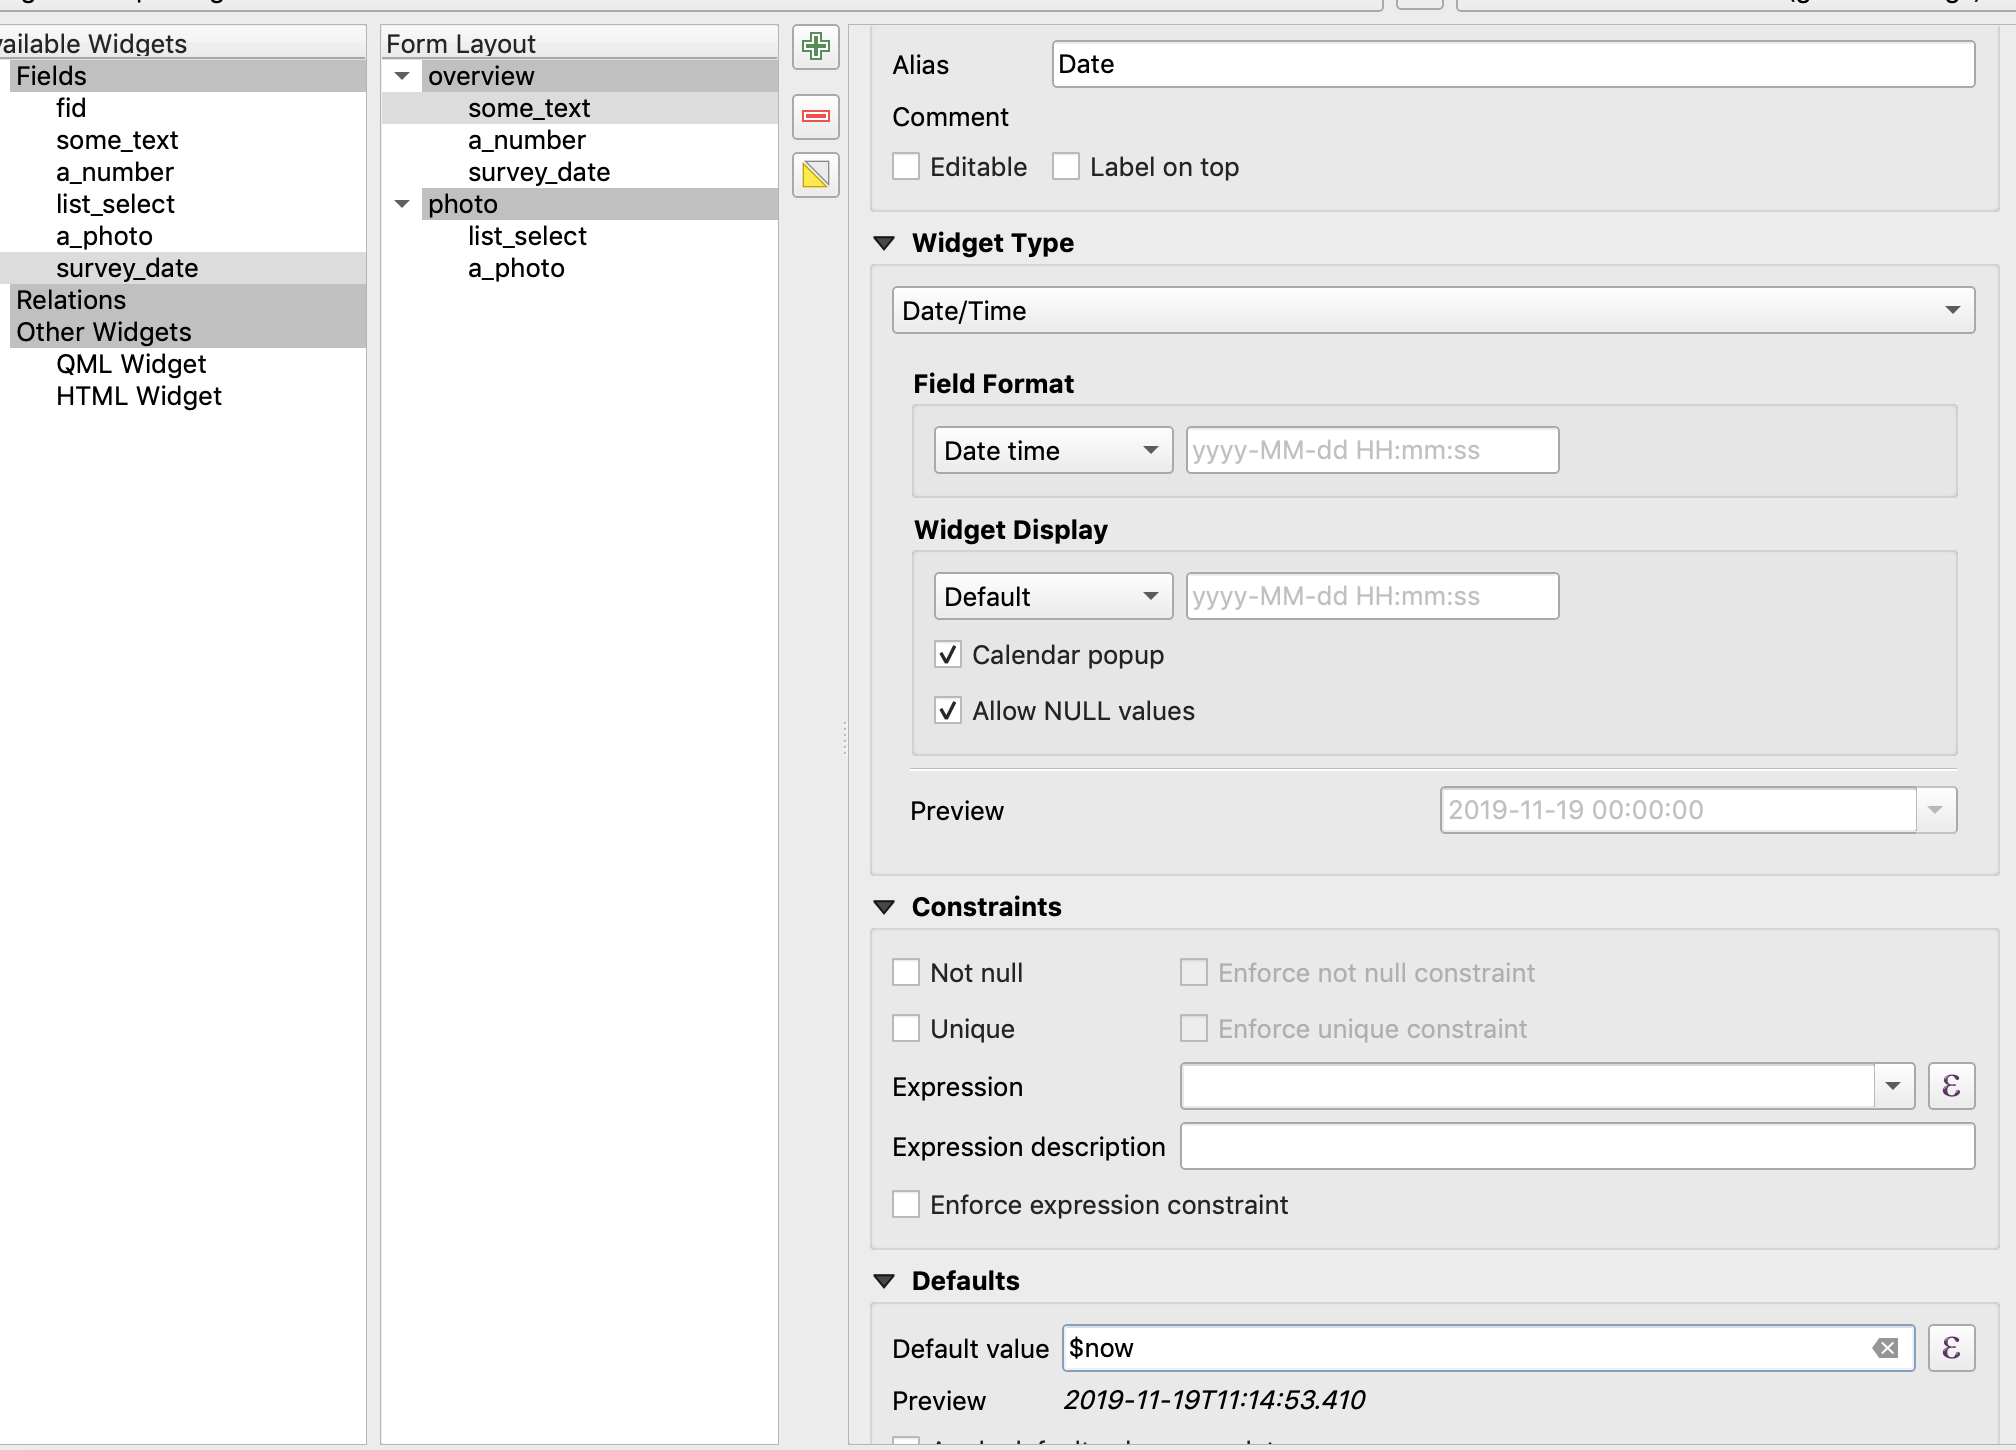 Available Widgets
Fields
fid
some_text
a_number
list_select
a_photo
survey_date
Relations
Other Widgets
QML Widget
HTML Widget
Form Layout
overview
some_text
a_number
survey_date
photo
list_select
a_photo
Alias Date
Comment
Editable Label on top
Widget Type
Date/Time
Field Format
Date time yyyy-MM-dd HH:mm:ss
Widget Display
Default yyyy-MM-dd HH:mm:ss
Calendar popup
Allow NULL values
Preview 2019-11-19 00:00:00
Constraints
Not null Enforce not null constraint
Unique Enforce unique constraint
Expression ε
Expression description
Enforce expression constraint
Defaults
Default value $now ε
Preview 2019-11-19T11:14:53.410